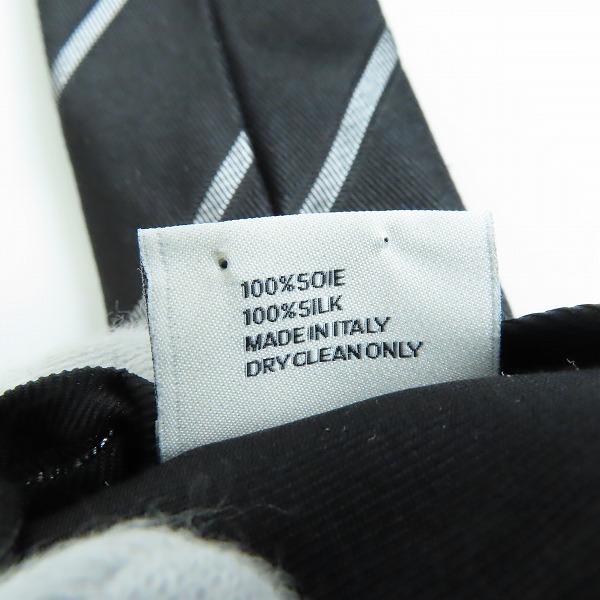 100%SOIE
100%SILK
MADE IN ITALY
DRY CLEAN ONLY